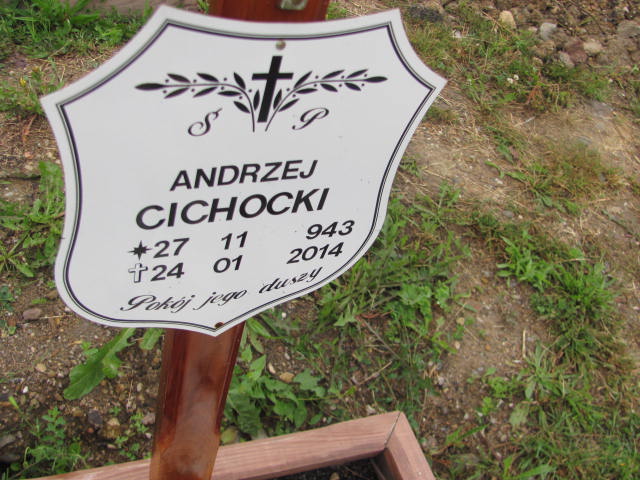 Ś P
ANDRZEJ
CICHOCKI
27 11 943
24 01 2014
Pokój jego duszy